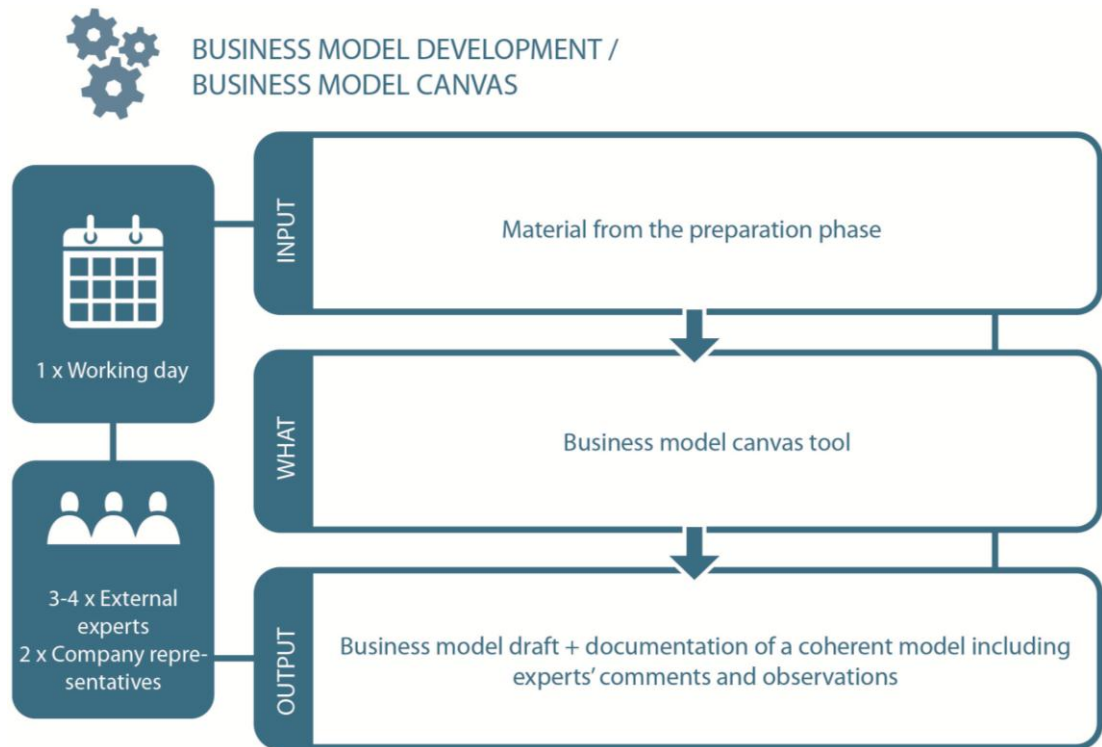 BUSINESS MODEL DEVELOPMENT /
BUSINESS MODEL CANVAS
1 x Working day
3-4 x External
experts
2 x Company repre-
sentatives
INPUT
Material from the preparation phase
WHAT
Business model canvas tool
OUTPUT
Business model draft + documentation of a coherent model including
experts’ comments and observations